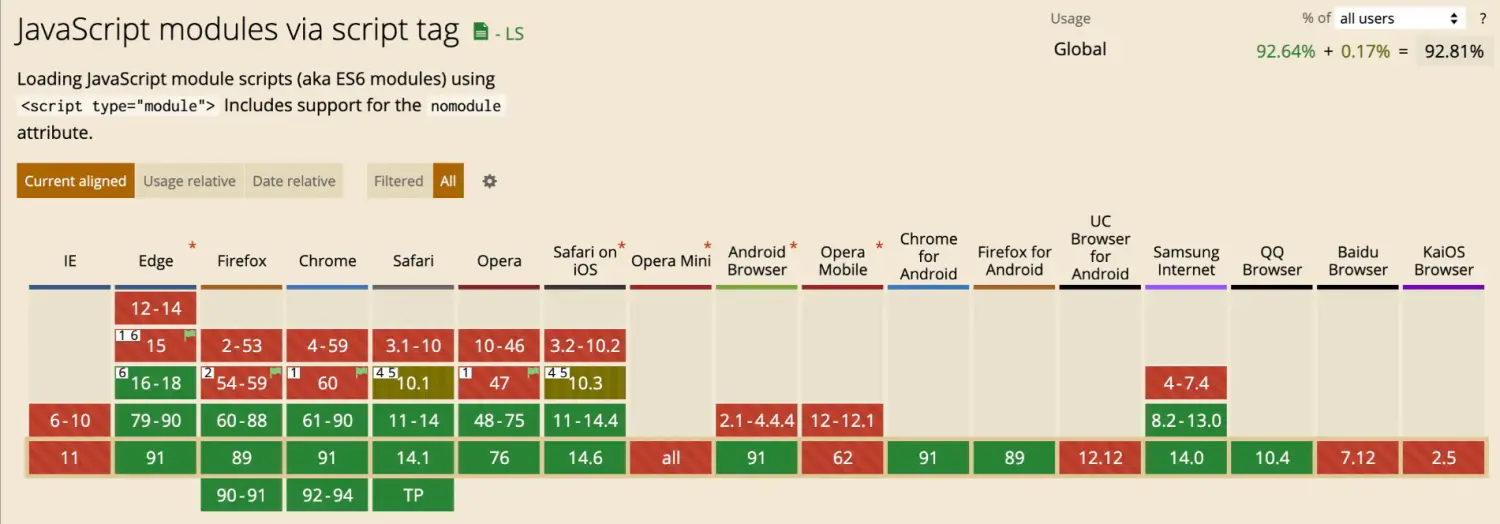 JavaScript modules via script tag - LS
Usage % of all users ?
Global 92.64% + 0.17% = 92.81%
Loading JavaScript module scripts (aka ES6 modules) using
<script type="module"> Includes support for the nomodule
attribute.
Current aligned Usage relative Date relative Filtered All
IE Edge * Firefox Chrome Safari Opera Safari on iOS * Opera Mini * Android Browser * Opera Mobile * Chrome for Android Firefox for Android UC Browser for Android Samsung Internet QQ Browser Baidu Browser KaiOS Browser
12-14
1 6 15 2-53 4-59 3.1-10 10-46 3.2-10.2
6 16-18 2 54-59 1 60 4 5 10.1 1 47 4 5 10.3 4-7.4
6-10 79-90 60-88 61-90 11-14 48-75 11-14.4 2.1-4.4.4 12-12.1 8.2-13.0
11 91 89 91 14.1 76 14.6 all 91 62 91 89 12.12 14.0 10.4 7.12 2.5
90-91 92-94 TP